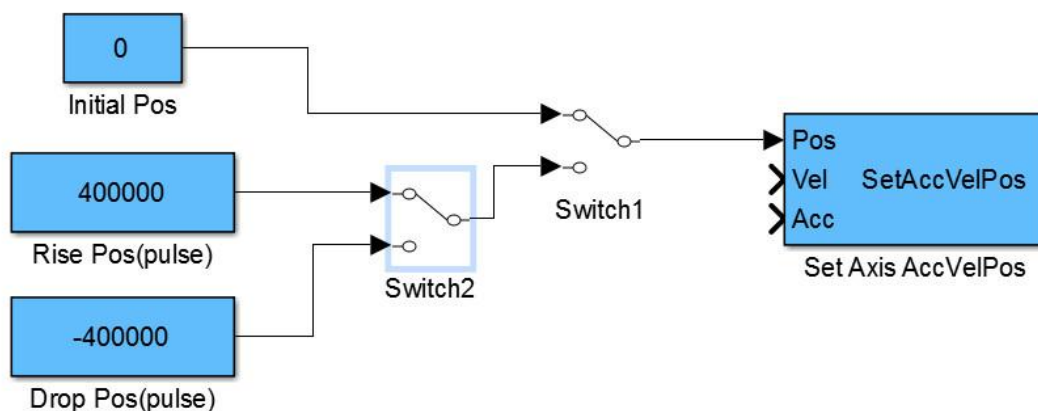 0
Initial Pos
400000
Rise Pos(pulse)
-400000
Drop Pos(pulse)
Switch2
Switch1
Pos
Vel
Acc
SetAccVelPos
Set Axis AccVelPos